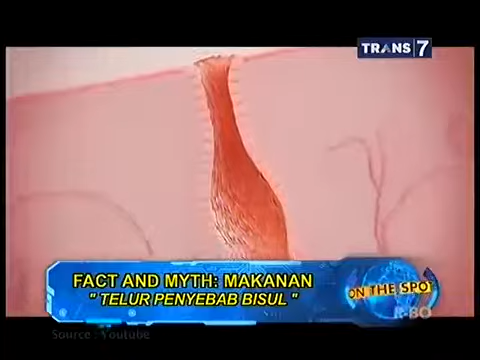 TRANS 7
FACT AND MYTH: MAKANAN
" TELUR PENYEBAB BISUL "
ON THE SPOT
Source : Youtube